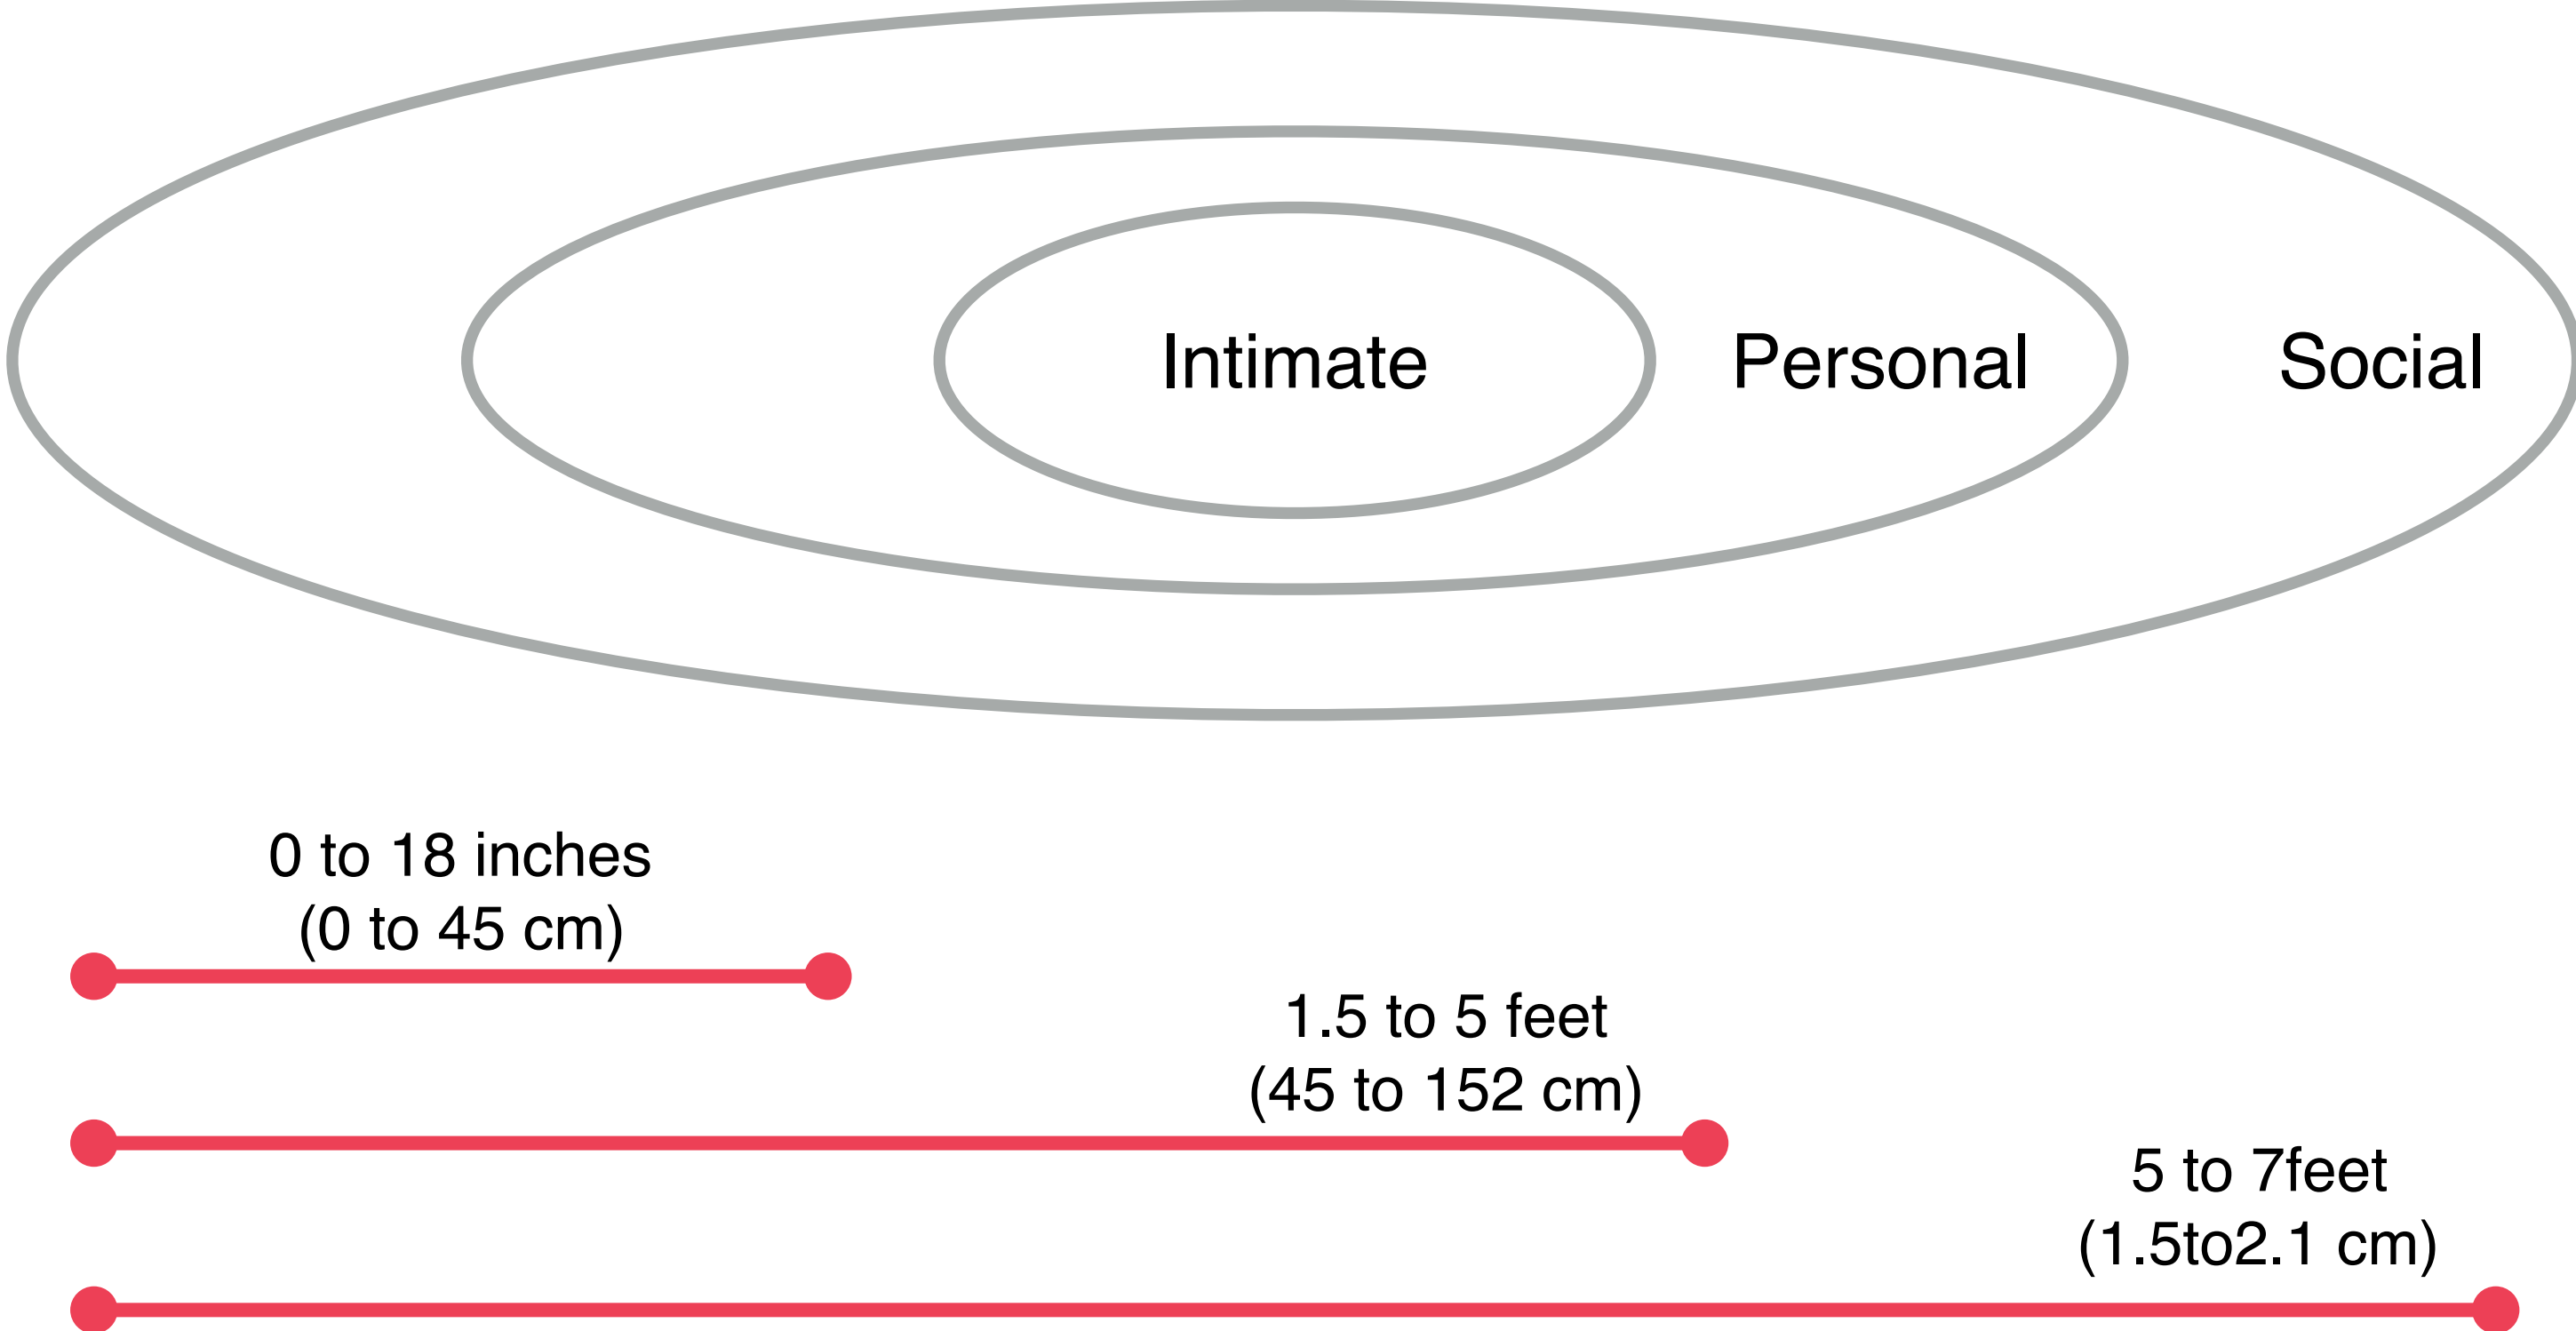 Intimate
Personal
Social
0 to 18 inches
(0 to 45 cm)
1.5 to 5 feet
(45 to 152 cm)
5 to 7feet
(1.5to2.1 cm)